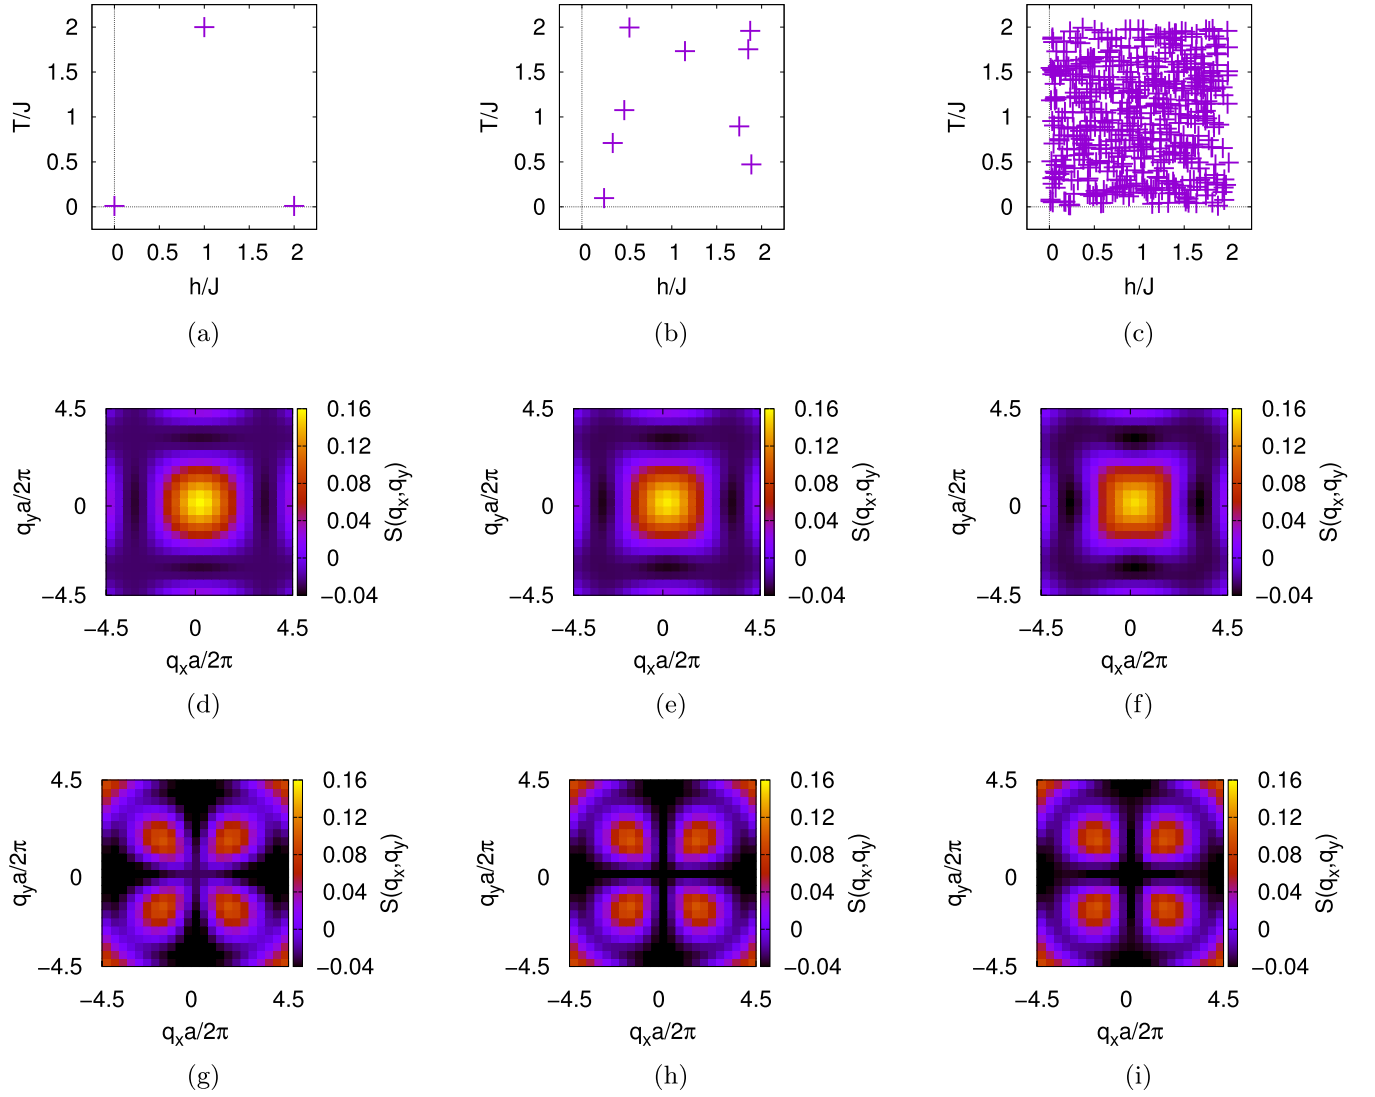 2
1.5
1
0.5
0
T/J
0 0.5 1 1.5 2
h/J
(a)
2
1.5
1
0.5
0
T/J
0 0.5 1 1.5 2
h/J
(b)
2
1.5
1
0.5
0
T/J
0 0.5 1 1.5 2
h/J
(c)
4.5
0
−4.5
qya/2π
−4.5 0 4.5
qxa/2π
0.16
0.12
0.08
0.04
0
−0.04
S(qx,qy)
(d)
4.5
0
−4.5
qya/2π
−4.5 0 4.5
qxa/2π
0.16
0.12
0.08
0.04
0
−0.04
S(qx,qy)
(e)
4.5
0
−4.5
qya/2π
−4.5 0 4.5
qxa/2π
0.16
0.12
0.08
0.04
0
−0.04
S(qx,qy)
(f)
4.5
0
−4.5
qya/2π
−4.5 0 4.5
qxa/2π
0.16
0.12
0.08
0.04
0
−0.04
S(qx,qy)
(g)
4.5
0
−4.5
qya/2π
−4.5 0 4.5
qxa/2π
0.16
0.12
0.08
0.04
0
−0.04
S(qx,qy)
(h)
4.5
0
−4.5
qya/2π
−4.5 0 4.5
qxa/2π
0.16
0.12
0.08
0.04
0
−0.04
S(qx,qy)
(i)